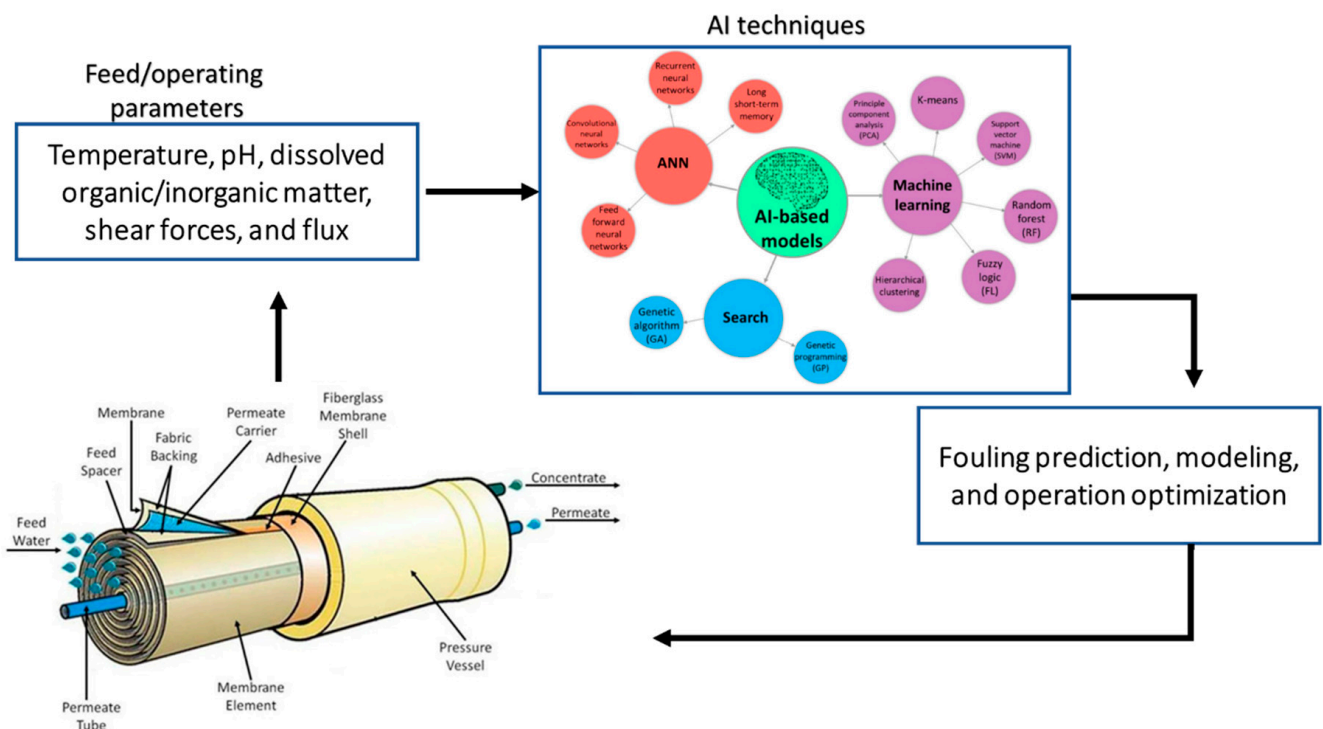 AI techniques
Feed/operating
parameters
Temperature, pH, dissolved
organic/inorganic matter,
shear forces, and flux
Recurrent
neural
networks
Long
short-term
memory
Convolutional
neural
networks
ANN
Feed
forward
neural
networks
AI-based
models
Principle
component
analysis
(PCA)
K-means
Support
vector
machine
(SVM)
Machine
learning
Random
forest
(RF)
Fuzzy
logic
(FL)
Hierarchical
clustering
Search
Genetic
algorithm
(GA)
Genetic
programming
(GP)
Fouling prediction, modeling,
and operation optimization
Membrane
Permeate
Carrier
Fiberglass
Membrane
Shell
Fabric
Backing
Feed
Spacer
Adhesive
Concentrate
Permeate
Feed
Water
Pressure
Vessel
Membrane
Element
Permeate
Tube